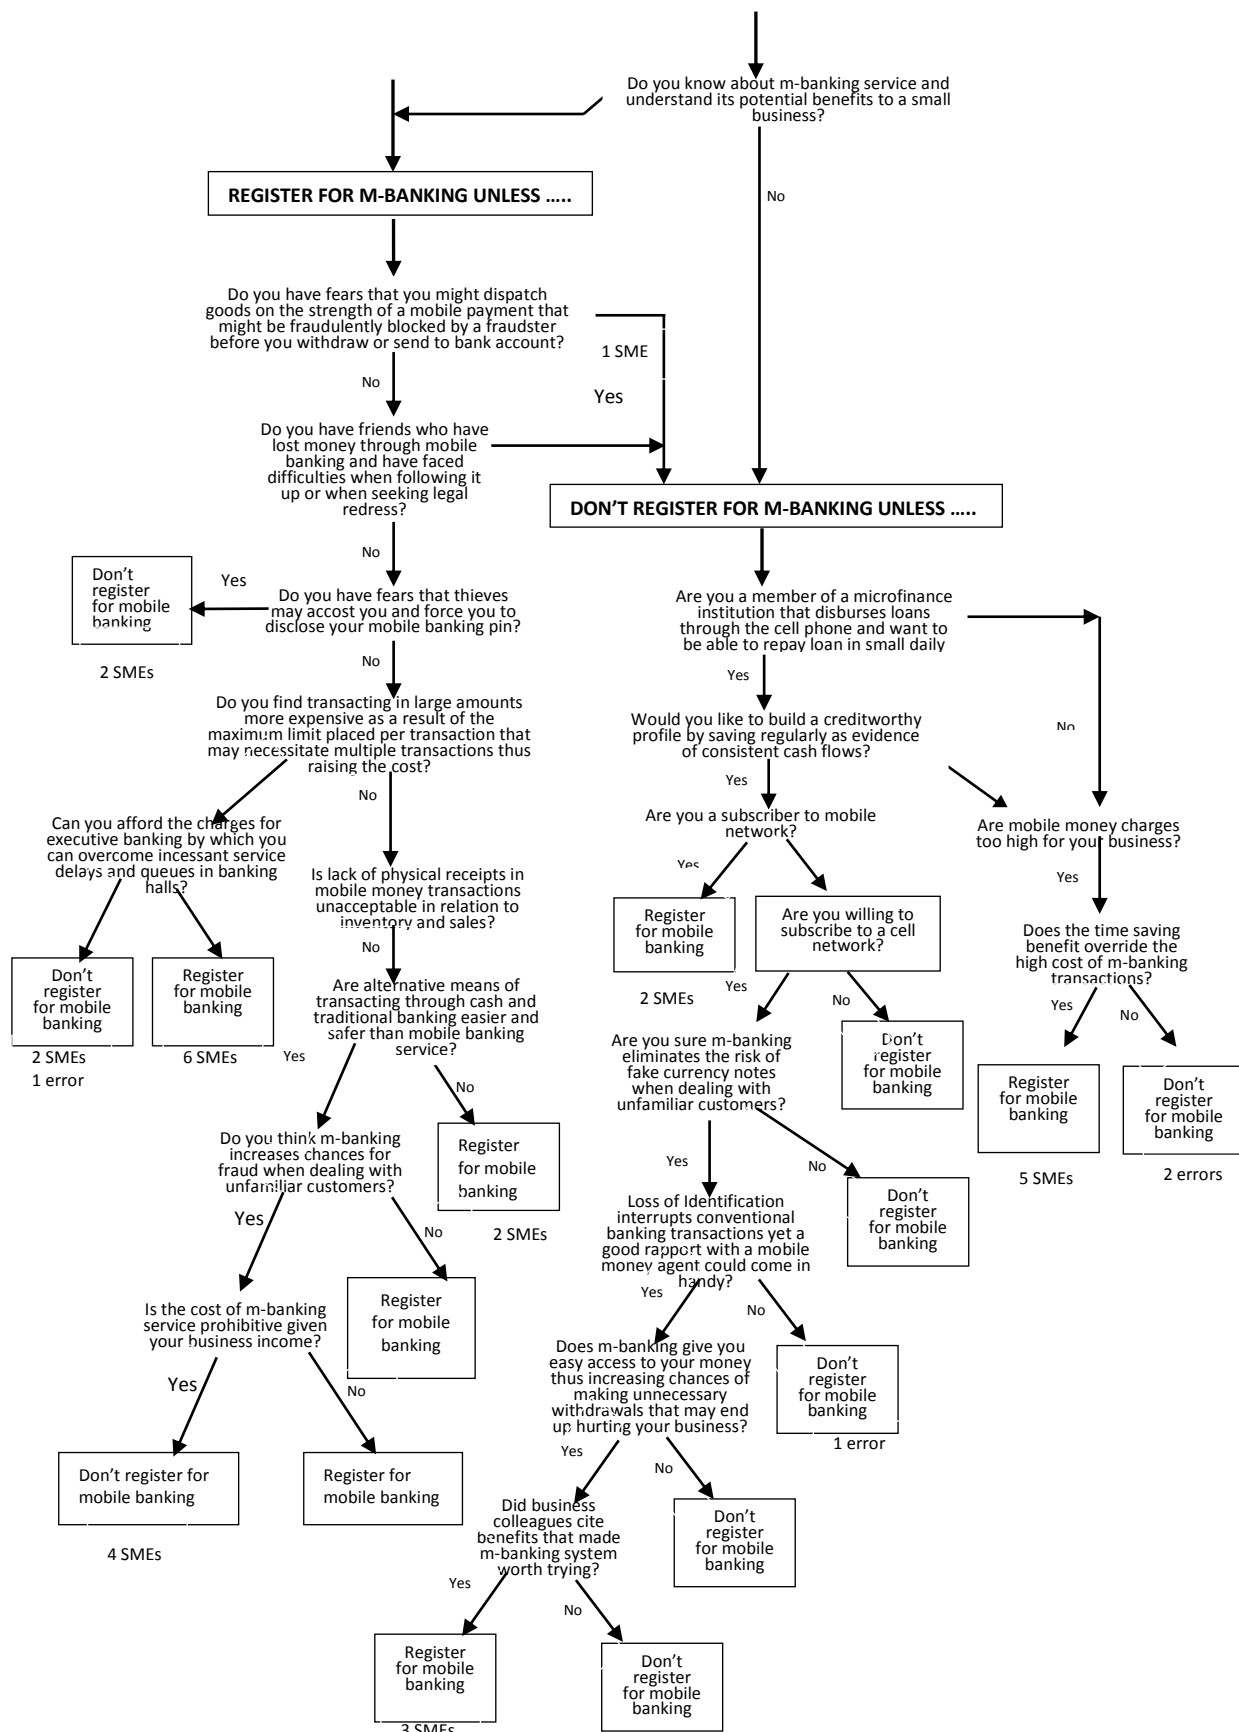 Do you know about m-banking service and
understand its potential benefits to a small
business?
No
REGISTER FOR M-BANKING UNLESS …..
Do you have fears that you might dispatch
goods on the strength of a mobile payment that
might be fraudulently blocked by a fraudster
before you withdraw or send to bank account?
1 SME
Yes
No
Do you have friends who have
lost money through mobile
banking and have faced
difficulties when following it
up or when seeking legal
redress?
DON'T REGISTER FOR M-BANKING UNLESS …..
No
Don't
register
for mobile
banking
2 SMEs
Yes
Do you have fears that thieves
may accost you and force you to
disclose your mobile banking pin?
No
Do you find transacting in large amounts
more expensive as a result of the
maximum limit placed per transaction that
may necessitate multiple transactions thus
raising the cost?
No
Can you afford the charges for
executive banking by which you
can overcome incessant service
delays and queues in banking
halls?
Don't
register
for mobile
banking
2 SMEs
1 error
Register
for mobile
banking
6 SMEs
Is lack of physical receipts in
mobile money transactions
unacceptable in relation to
inventory and sales?
No
Are alternative means of
transacting through cash and
traditional banking easier and
safer than mobile banking
service?
Yes
No
Register
for mobile
banking
2 SMEs
Do you think m-banking
increases chances for
fraud when dealing with
unfamiliar customers?
Yes
No
Register
for mobile
banking
Is the cost of m-banking
service prohibitive given
your business income?
Yes
No
Don't register for
mobile banking
4 SMEs
Register for
mobile banking
Are you a member of a microfinance
institution that disburses loans
through the cell phone and want to
be able to repay loan in small daily
Yes
No
Would you like to build a creditworthy
profile by saving regularly as evidence
of consistent cash flows?
Yes
Are you a subscriber to mobile
network?
Yes
Register
for mobile
banking
2 SMEs
Are you willing to
subscribe to a cell
network?
Yes
No
Don't
register
for mobile
banking
Are mobile money charges
too high for your business?
Yes
Does the time saving
benefit override the
high cost of m-banking
transactions?
Yes
No
Register
for mobile
banking
5 SMEs
Don't
register
for mobile
banking
2 errors
Are you sure m-banking
eliminates the risk of
fake currency notes
when dealing with
unfamiliar customers?
Yes
No
Don't
register
for mobile
banking
Loss of Identification
interrupts conventional
banking transactions yet a
good rapport with a mobile
money agent could come in
handy?
Yes
No
Don't
register
for mobile
banking
1 error
Does m-banking give you
easy access to your money
thus increasing chances of
making unnecessary
withdrawals that may end
up hurting your business?
Yes
No
Don't
register
for mobile
banking
Did business
colleagues cite
benefits that made
m-banking system
worth trying?
Yes
No
Register
for mobile
banking
3 SMEs
Don't
register
for mobile
banking